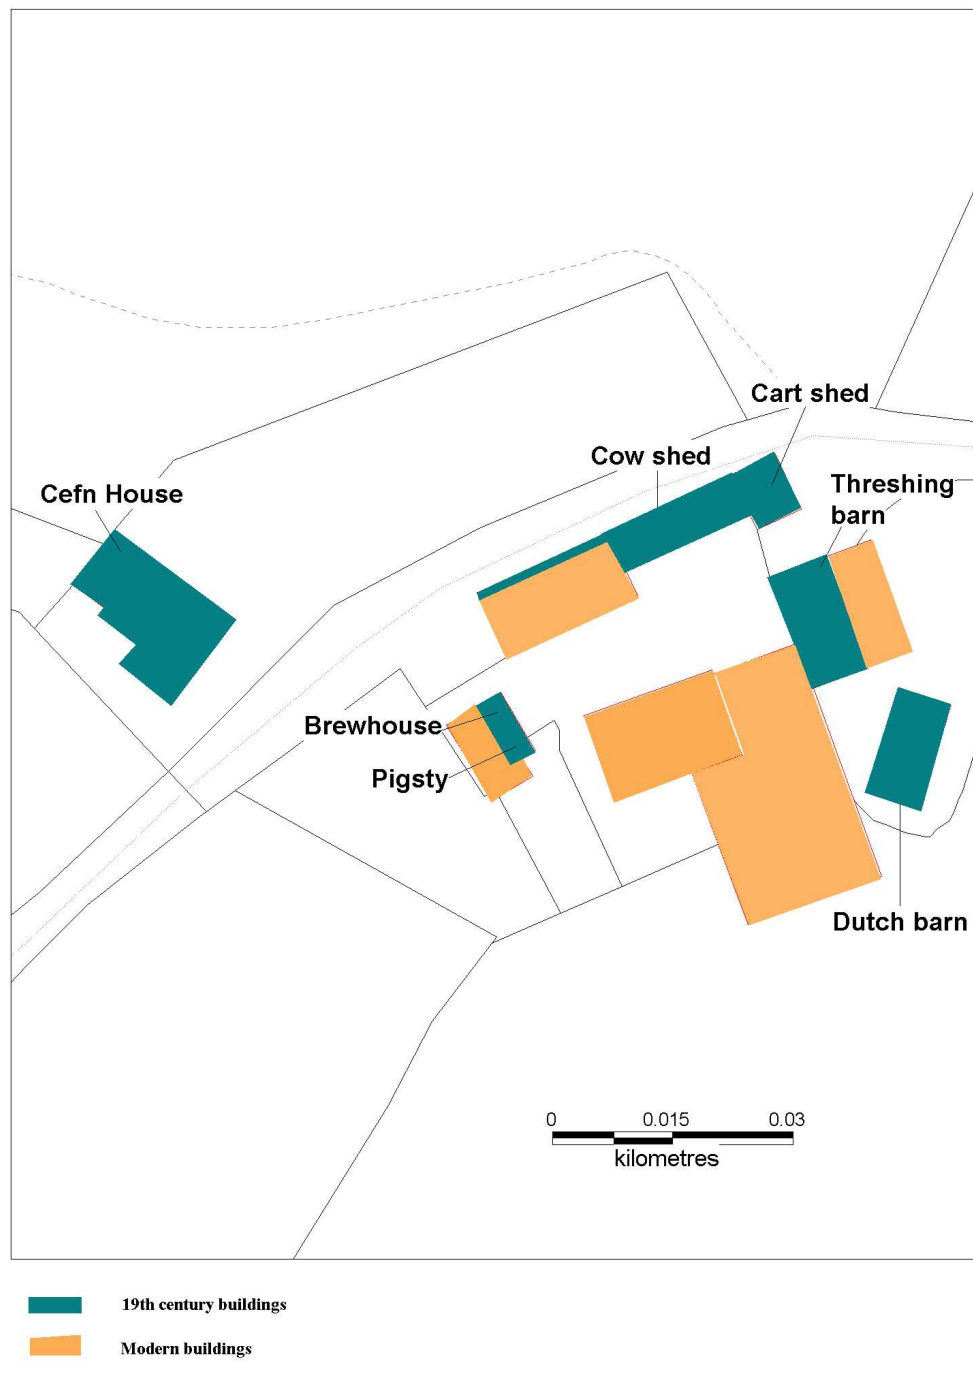 Cart shed
Cow shed
Cefn House
Threshing
barn
Brewhouse
Pigsty
Dutch barn
0 0.015 0.03
kilometres
19th century buildings
Modern buildings